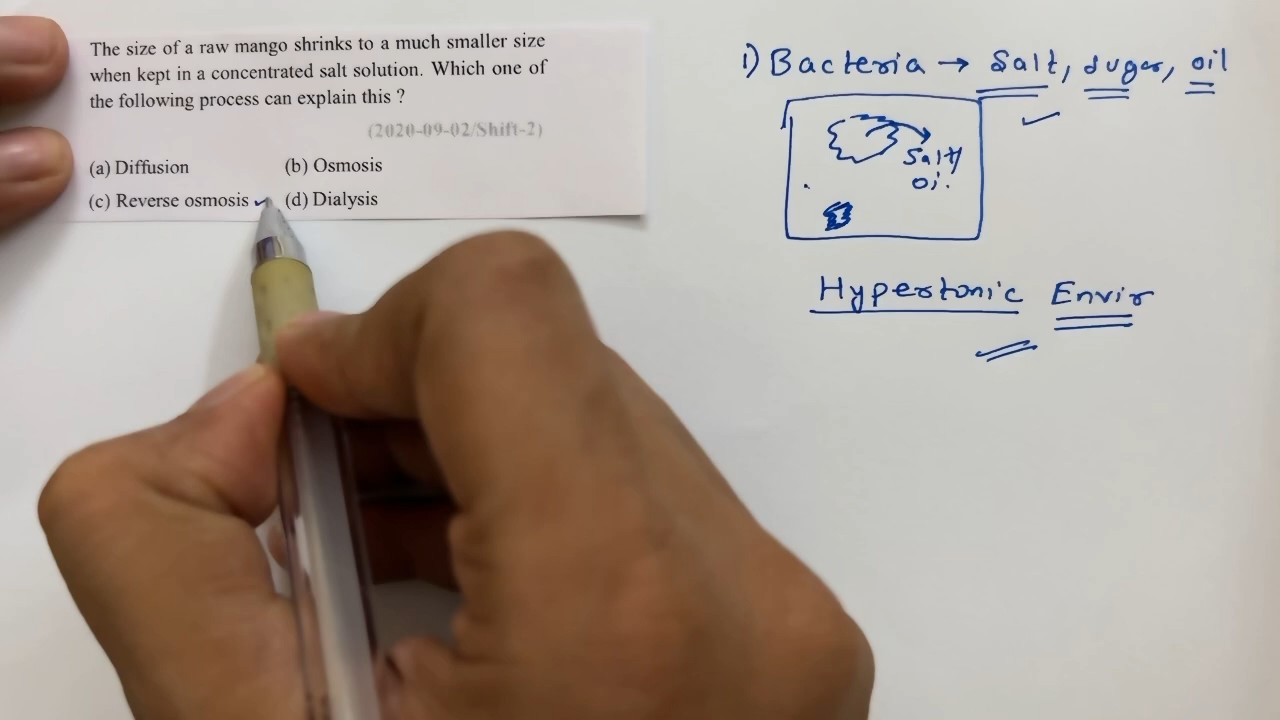 The size of a raw mango shrinks to a much smaller size
when kept in a concentrated salt solution. Which one of
the following process can explain this ?
(2020-09-02/Shift-2)
(a) Diffusion (b) Osmosis
(c) Reverse osmosis (d) Dialysis
1) Bacteria → Salt, sugar, oil
Salt/
oi.
Hypertonic Envir